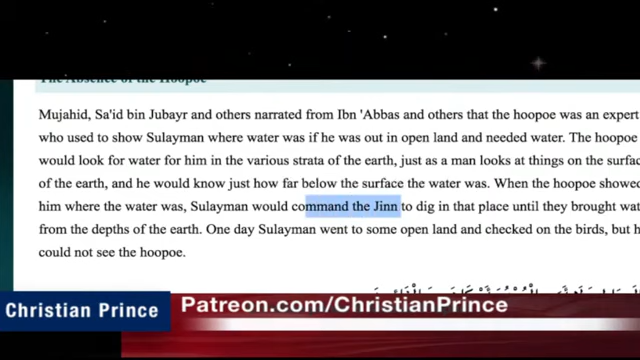 The Absence of the Hoopoe
Mujahid, Sa'id bin Jubayr and others narrated from Ibn 'Abbas and others that the hoopoe was an expert
who used to show Sulayman where water was if he was out in open land and needed water. The hoopoe
would look for water for him in the various strata of the earth, just as a man looks at things on the surfac
of the earth, and he would know just how far below the surface the water was. When the hoopoe showed
him where the water was, Sulayman would command the Jinn to dig in that place until they brought wat
from the depths of the earth. One day Sulayman went to some open land and checked on the birds, but h
could not see the hoopoe.
Christian Prince
Patreon.com/ChristianPrince